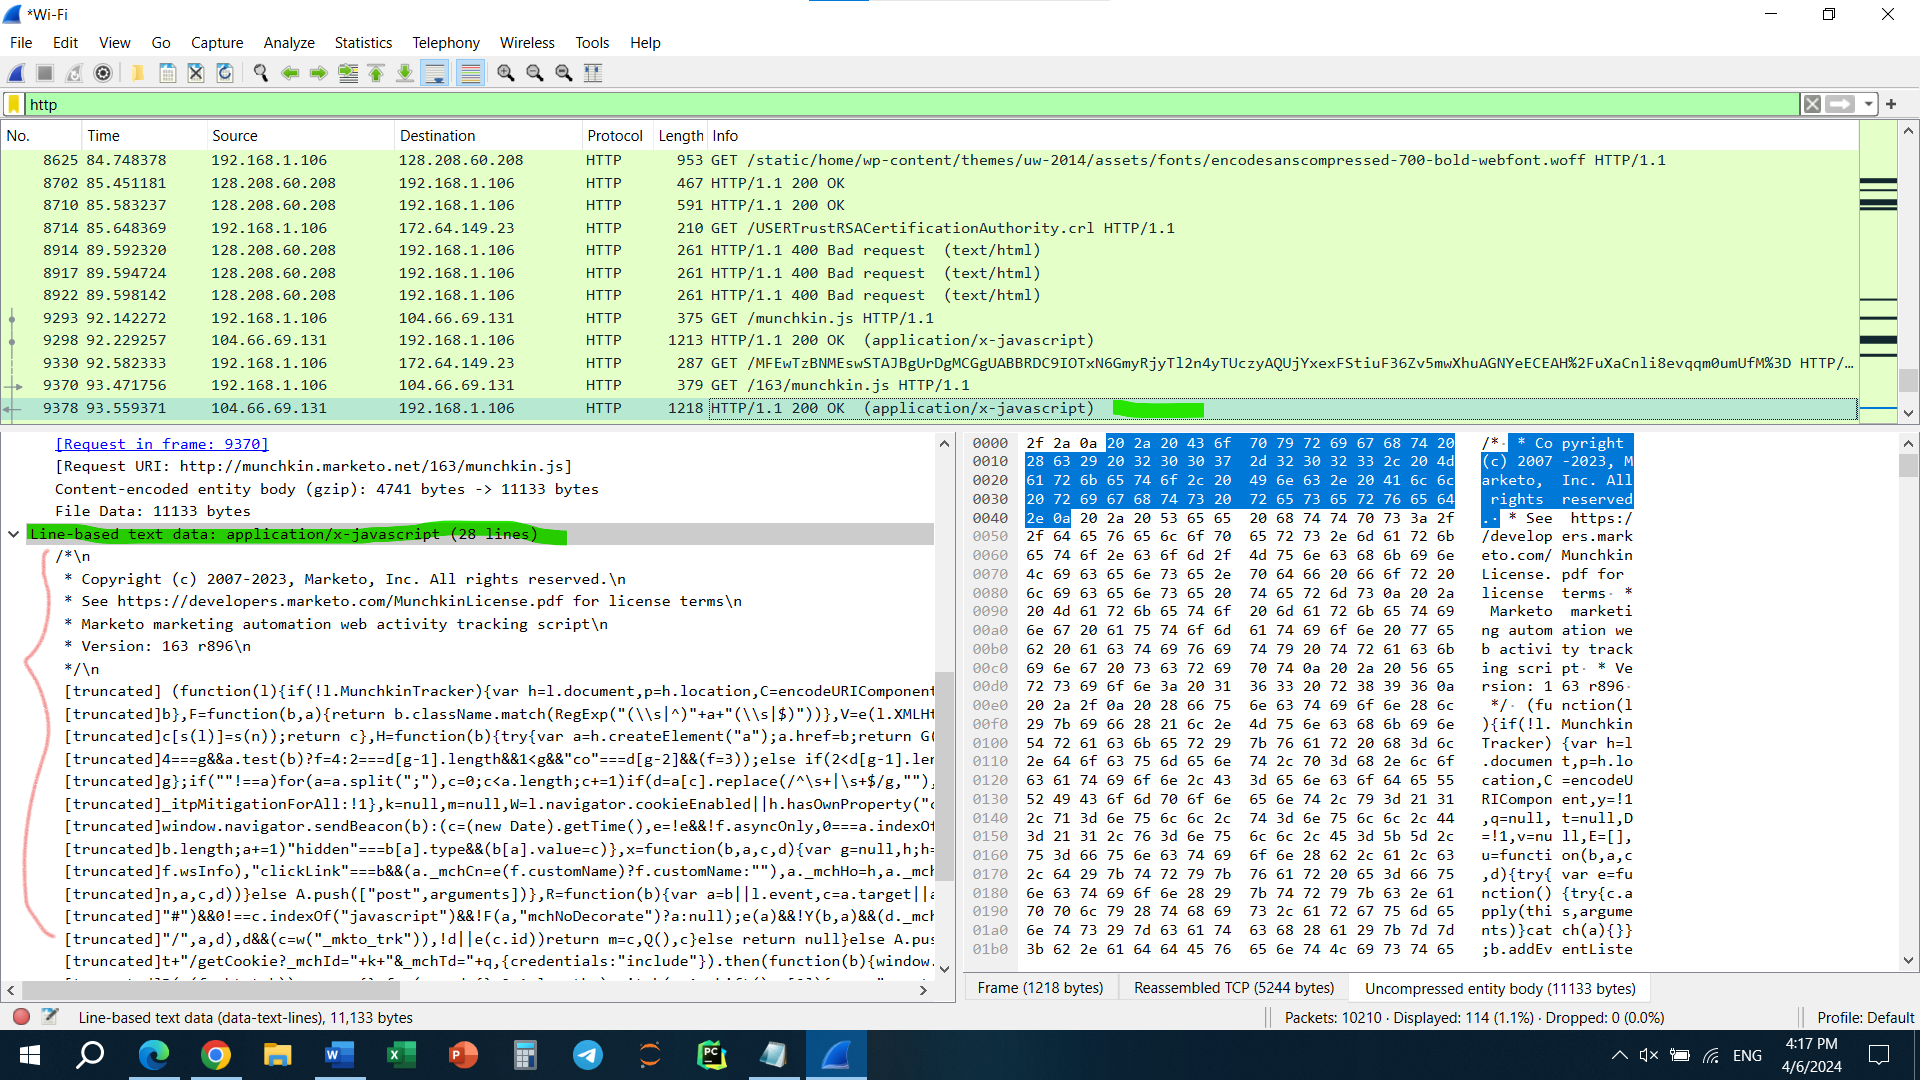 *Wi-Fi
File Edit View Go Capture Analyze Statistics Telephony Wireless Tools Help
http
No. Time Source Destination Protocol Length Info
8625 84.748378 192.168.1.106 128.208.60.208 HTTP 953 GET /static/home/wp-content/themes/uw-2014/assets/fonts/encodesanscompressed-700-bold-webfont.woff HTTP/1.1
8702 85.451181 128.208.60.208 192.168.1.106 HTTP 467 HTTP/1.1 200 OK
8710 85.583237 128.208.60.208 192.168.1.106 HTTP 591 HTTP/1.1 200 OK
8714 85.648369 192.168.1.106 172.64.149.23 HTTP 210 GET /USERTrustRSACertificationAuthority.crl HTTP/1.1
8914 89.592320 128.208.60.208 192.168.1.106 HTTP 261 HTTP/1.1 400 Bad request (text/html)
8917 89.594724 128.208.60.208 192.168.1.106 HTTP 261 HTTP/1.1 400 Bad request (text/html)
8922 89.598142 128.208.60.208 192.168.1.106 HTTP 261 HTTP/1.1 400 Bad request (text/html)
9293 92.142272 192.168.1.106 104.66.69.131 HTTP 375 GET /munchkin.js HTTP/1.1
9298 92.229257 104.66.69.131 192.168.1.106 HTTP 1213 HTTP/1.1 200 OK (application/x-javascript)
9330 92.582333 192.168.1.106 172.64.149.23 HTTP 287 GET /MFEwTzBNMEswSTAJBgUrDgMCGgUABBRDC9IOTxN6GmyRjyTl2n4yTUczyAQUjYxexFStiuF36Zv5mwXhuAGNYeECEAH%2FuXaCnli8evqqm0umUfM%3D HTTP/…
9370 93.471756 192.168.1.106 104.66.69.131 HTTP 379 GET /163/munchkin.js HTTP/1.1
9378 93.559371 104.66.69.131 192.168.1.106 HTTP 1218 HTTP/1.1 200 OK (application/x-javascript)
[Request in frame: 9370]
[Request URI: http://munchkin.marketo.net/163/munchkin.js]
Content-encoded entity body (gzip): 4741 bytes -> 11133 bytes
File Data: 11133 bytes
Line-based text data: application/x-javascript (28 lines)
/*\n
* Copyright (c) 2007-2023, Marketo, Inc. All rights reserved.\n
* See https://developers.marketo.com/MunchkinLicense.pdf for license terms\n
* Marketo marketing automation web activity tracking script\n
* Version: 163 r896\n
*/\n
[truncated] (function(l){if(!l.MunchkinTracker){var h=l.document,p=h.location,C=encodeURIComponent
[truncated]b},F=function(b,a){return b.className.match(RegExp("(\\s|^)"+a+"(\\s|$)"))},V=e(l.XMLHt
[truncated]c[s(l)]=s(n));return c},H=function(b){try{var a=h.createElement("a");a.href=b;return G(
[truncated]4===g&&a.test(b)?f=4:2===d[g-1].length&&1<g&&"co"===d[g-2]&&(f=3));else if(2<d[g-1].len
[truncated]g};if(""!==a)for(a=a.split(";"),c=0;c<a.length;c+=1)if(d=a[c].replace(/^\s+|\s+$/g,""),
[truncated]_itpMitigationForAll:!1},k=null,m=null,W=l.navigator.cookieEnabled||h.hasOwnProperty("c
[truncated]window.navigator.sendBeacon(b):(c=(new Date).getTime(),e=!e&&!f.asyncOnly,0===a.indexOf
[truncated]b.length;a+=1)"hidden"===b[a].type&&(b[a].value=c)},x=function(b,a,c,d){var g=null,h;h=
[truncated]f.wsInfo),"clickLink"===b&&(a._mchCn=e(f.customName)?f.customName:""),a._mchHo=h,a._mch
[truncated]n,a,c,d))}else A.push(["post",arguments])},R=function(b){var a=b||l.event,c=a.target||a
[truncated]"#")&&0!==c.indexOf("javascript")&&!F(a,"mchNoDecorate")?a:null);e(a)&&!Y(b,a)&&(d._mch
[truncated]"/",a,d),d&&(c=w("_mkto_trk")),!d||e(c.id))return m=c,Q(),c}else return null}else A.pus
[truncated]t+"/getCookie?_mchId="+k+"&_mchTd="+q,{credentials:"include"}).then(function(b){window.
0000 2f 2a 0a 20 2a 20 43 6f 70 79 72 69 67 68 74 20 /*· * Co pyright
0010 28 63 29 20 32 30 30 37 2d 32 30 32 33 2c 20 4d (c) 2007 -2023, M
0020 61 72 6b 65 74 6f 2c 20 49 6e 63 2e 20 41 6c 6c arketo, Inc. All
0030 20 72 69 67 68 74 73 20 72 65 73 65 72 76 65 64 rights reserved
0040 2e 0a 20 2a 20 53 65 65 20 68 74 74 70 73 3a 2f .· * See https:/
0050 2f 64 65 76 65 6c 6f 70 65 72 73 2e 6d 61 72 6b /develop ers.mark
0060 65 74 6f 2e 63 6f 6d 2f 4d 75 6e 63 68 6b 69 6e eto.com/ Munchkin
0070 4c 69 63 65 6e 73 65 2e 70 64 66 20 66 6f 72 20 License. pdf for
0080 6c 69 63 65 6e 73 65 20 74 65 72 6d 73 0a 20 2a license terms· *
0090 20 4d 61 72 6b 65 74 6f 20 6d 61 72 6b 65 74 69 Marketo marketi
00a0 6e 67 20 61 75 74 6f 6d 61 74 69 6f 6e 20 77 65 ng autom ation we
00b0 62 20 61 63 74 69 76 69 74 79 20 74 72 61 63 6b b activi ty track
00c0 69 6e 67 20 73 63 72 69 70 74 0a 20 2a 20 56 65 ing scri pt· * Ve
00d0 72 73 69 6f 6e 3a 20 31 36 33 20 72 38 39 36 0a rsion: 1 63 r896·
00e0 20 2a 2f 0a 20 28 66 75 6e 63 74 69 6f 6e 28 6c */· (fu nction(l
00f0 29 7b 69 66 28 21 6c 2e 4d 75 6e 63 68 6b 69 6e ){if(!l. Munchkin
0100 54 72 61 63 6b 65 72 29 7b 76 61 72 20 68 3d 6c Tracker) {var h=l
0110 2e 64 6f 63 75 6d 65 6e 74 2c 70 3d 68 2e 6c 6f .documen t,p=h.lo
0120 63 61 74 69 6f 6e 2c 43 3d 65 6e 63 6f 64 65 55 cation,C =encodeU
0130 52 49 43 6f 6d 70 6f 6e 65 6e 74 2c 79 3d 21 31 RICompon ent,y=!1
0140 2c 71 3d 6e 75 6c 6c 2c 74 3d 6e 75 6c 6c 2c 44 ,q=null, t=null,D
0150 3d 21 31 2c 76 3d 6e 75 6c 6c 2c 45 3d 5b 5d 2c =!1,v=nu ll,E=[],
0160 75 3d 66 75 6e 63 74 69 6f 6e 28 62 2c 61 2c 63 u=functi on(b,a,c
0170 2c 64 29 7b 74 72 79 7b 76 61 72 20 65 3d 66 75 ,d){try{ var e=fu
0180 6e 63 74 69 6f 6e 28 29 7b 74 72 79 7b 63 2e 61 nction() {try{c.a
0190 70 70 6c 79 28 74 68 69 73 2c 61 72 67 75 6d 65 pply(thi s,argume
01a0 6e 74 73 29 7d 63 61 74 63 68 28 61 29 7b 7d 7d nts)}cat ch(a){}}
01b0 3b 62 2e 61 64 64 45 76 65 6e 74 4c 69 73 74 65 ;b.addEv entListe
Frame (1218 bytes) Reassembled TCP (5244 bytes) Uncompressed entity body (11133 bytes)
Line-based text data (data-text-lines), 11,133 bytes
Packets: 10210 · Displayed: 114 (1.1%) · Dropped: 0 (0.0%)
Profile: Default
ENG
4:17 PM
4/6/2024